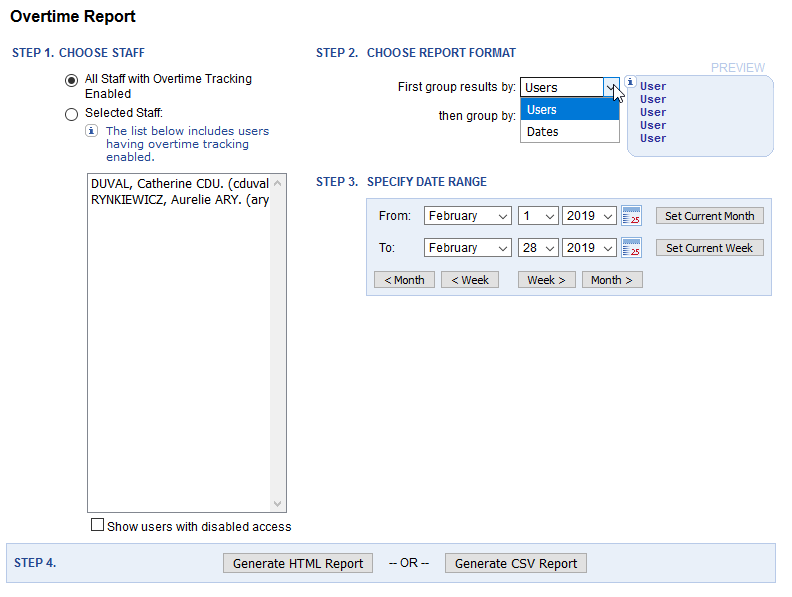 Overtime Report
STEP 1. CHOOSE STAFF
All Staff with Overtime Tracking
Enabled
Selected Staff:
The list below includes users
having overtime tracking
enabled.
DUVAL, Catherine CDU. (cduval
RYNKIEWICZ, Aurelie ARY. (ary
Show users with disabled access
STEP 2. CHOOSE REPORT FORMAT
PREVIEW
First group results by: Users
Users
then group by:
Dates
User
User
User
User
User
STEP 3. SPECIFY DATE RANGE
From: February 1 2019 25 Set Current Month
To: February 28 2019 25 Set Current Week
< Month < Week Week > Month >
STEP 4. Generate HTML Report -- OR -- Generate CSV Report